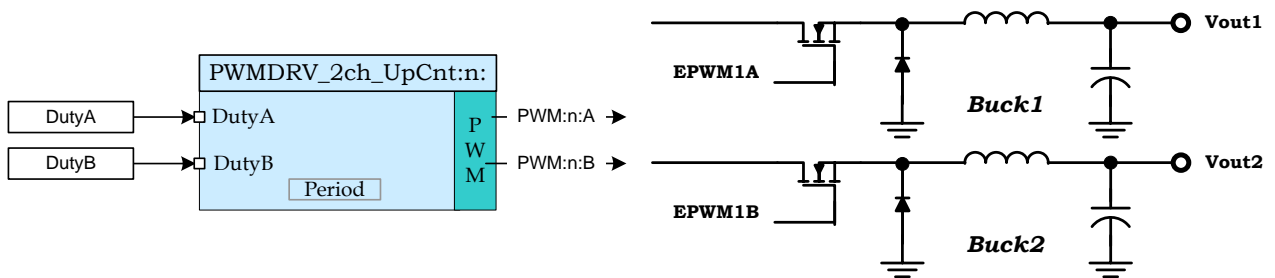 PWMDRV_2ch_UpCnt:n:
DutyA
DutyB
DutyA
DutyB
Period
P
W
M
PWM:n:A
PWM:n:B
EPWM1A
Buck1
Vout1
EPWM1B
Buck2
Vout2